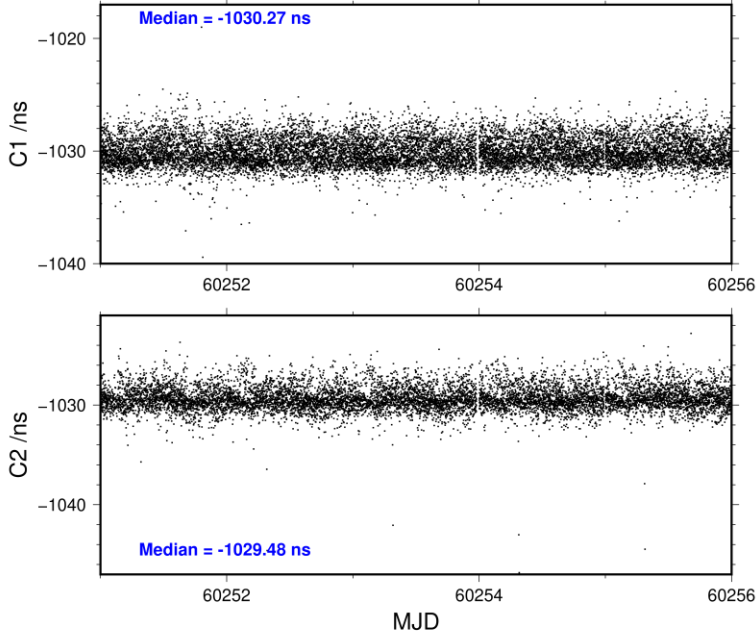 Median = -1030.27 ns
−1020
C1 /ns
−1030
−1040
60252
60254
60256
−1030
C2 /ns
−1040
Median = -1029.48 ns
60252
60254
60256
MJD